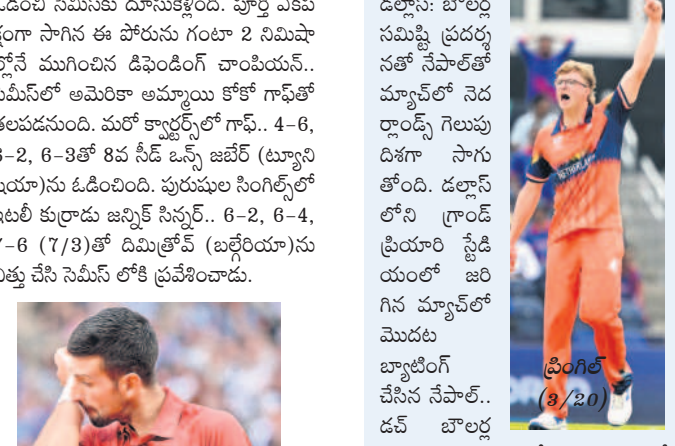 ఓడించి సెమీస్‌కు దూసుకెళ్లింది. పూర్తి ఏకప
క్షంగా సాగిన ఈ పోరును గంటా 2 నిమిషా
ల్లోనే ముగించిన డిఫెండింగ్ చాంపియన్..
సెమీస్‌లో అమెరికా అమ్మాయి కోకో గాఫ్‌తో
తలపడనుంది. మరో క్వార్టర్స్‌లో గాఫ్.. 4-6,
6-2, 6-3తో 8వ సీడ్ ఒన్స్ జబేర్ (ట్యూని
షియా)ను ఓడించింది. పురుషుల సింగిల్స్‌లో
ఇటలీ కుర్రాడు జన్నిక్ సిన్నర్.. 6-2, 6-4,
7-6 (7/3)తో దిమిత్రోవ్ (బల్గేరియా)ను
చిత్తు చేసి సెమీస్ లోకి ప్రవేశించాడు.
డల్లాస్: బౌలర్ల
సమిష్టి ప్రదర్శ
నతో నేపాల్‌తో
మ్యాచ్‌లో నెద
ర్లాండ్స్ గెలుపు
దిశగా సాగు
తోంది. డల్లాస్
లోని గ్రాండ్
ప్రియారి స్టేడి
యంలో జరి
గిన మ్యాచ్‌లో
మొదట
బ్యాటింగ్
చేసిన నేపాల్..
డచ్ బౌలర్ల
NETHERLANDS
ప్రింగిల్
(3/20)